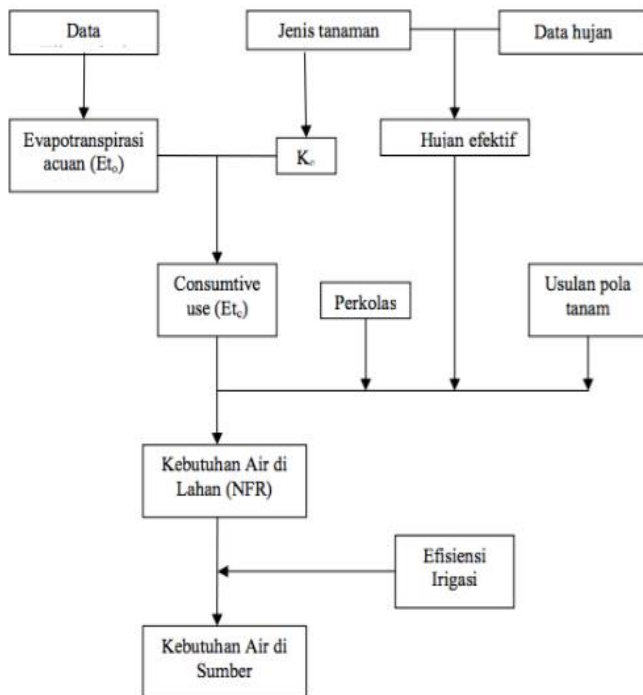 Data
Jenis tanaman
Data hujan
Evapotranspirasi
acuan (Et₀)
K
Hujan efektif
Consumtive
use (Etc)
Perkolas
Usulan pola
tanam
Kebutuhan Air di
Lahan (NFR)
Efisiensi
Irigasi
Kebutuhan Air di
Sumber